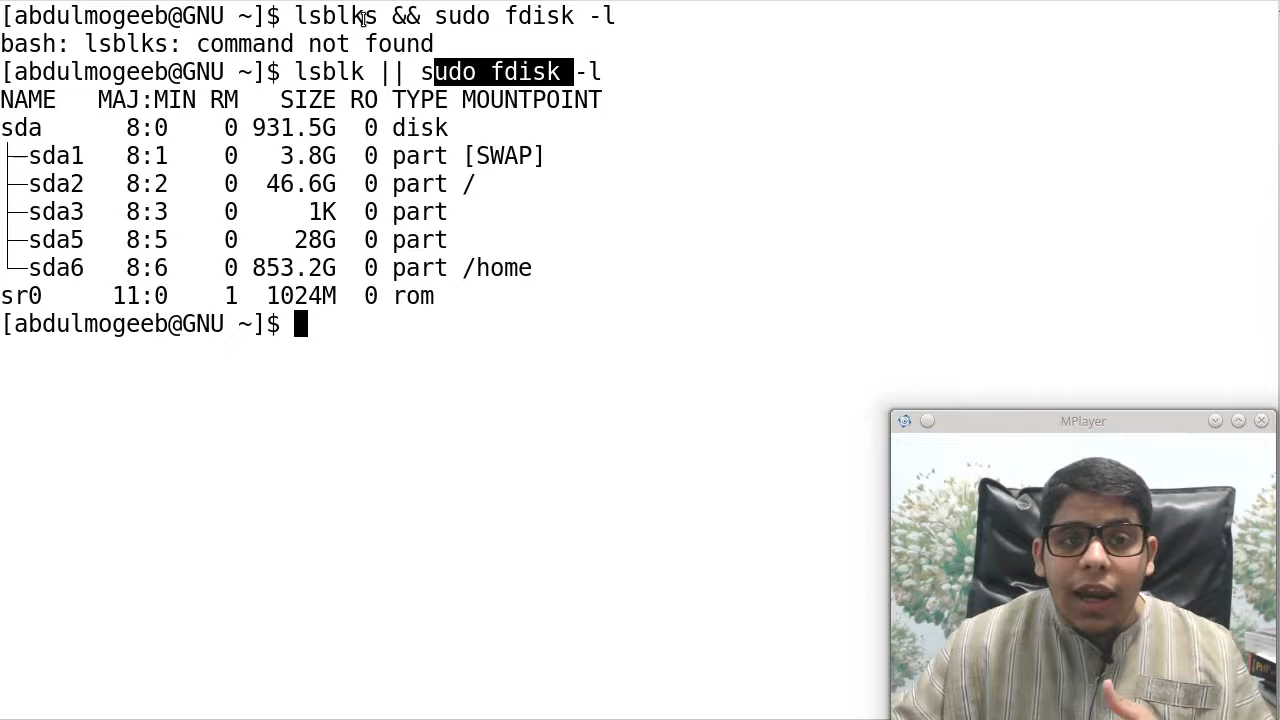 [abdulmogeeb@GNU ~]$ lsblks && sudo fdisk -l
bash: lsblks: command not found
[abdulmogeeb@GNU ~]$ lsblk || sudo fdisk -l
NAME   MAJ:MIN RM   SIZE RO TYPE MOUNTPOINT
sda      8:0    0 931.5G  0 disk
├─sda1   8:1    0   3.8G  0 part [SWAP]
├─sda2   8:2    0  46.6G  0 part /
├─sda3   8:3    0     1K  0 part
├─sda5   8:5    0    28G  0 part
└─sda6   8:6    0 853.2G  0 part /home
sr0     11:0    1  1024M  0 rom
[abdulmogeeb@GNU ~]$
MPlayer
PHP